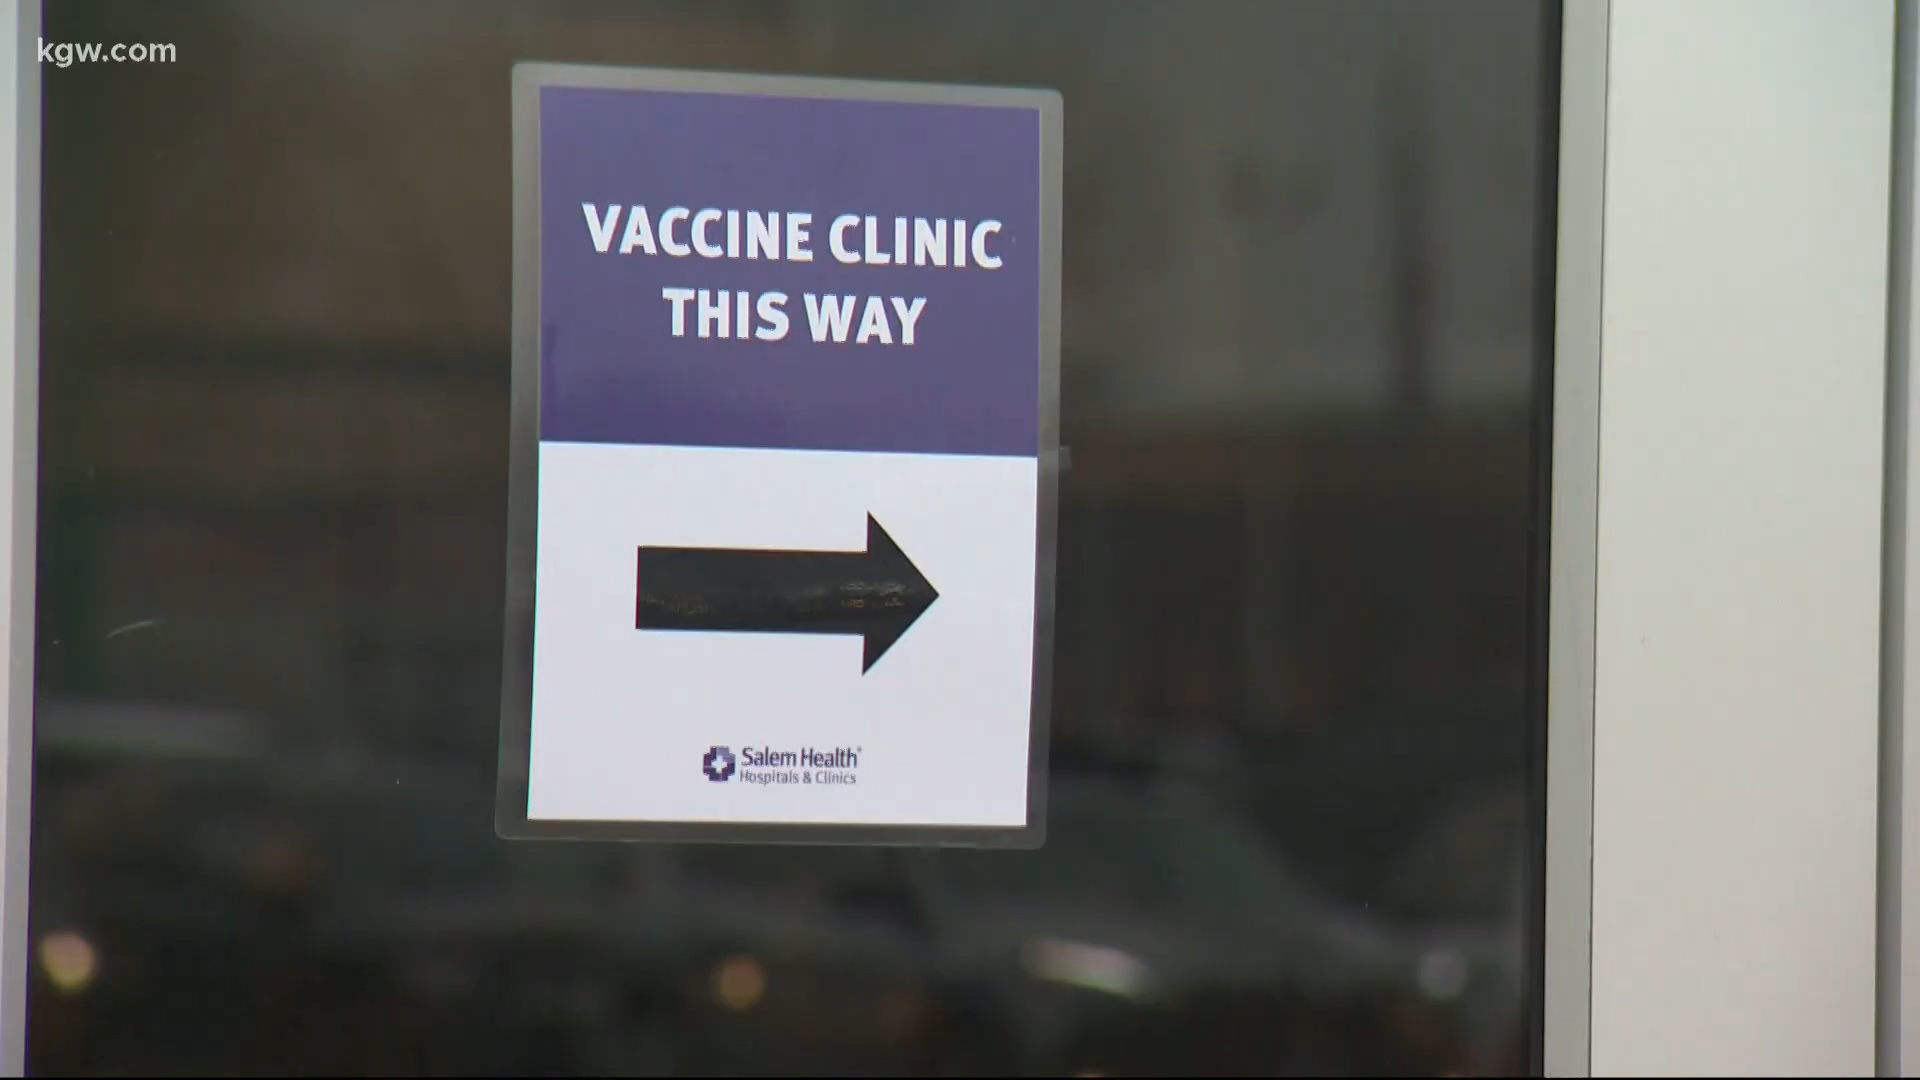 kgw.com
VACCINE CLINIC
THIS WAY
Salem Health®
Hospitals & Clinics